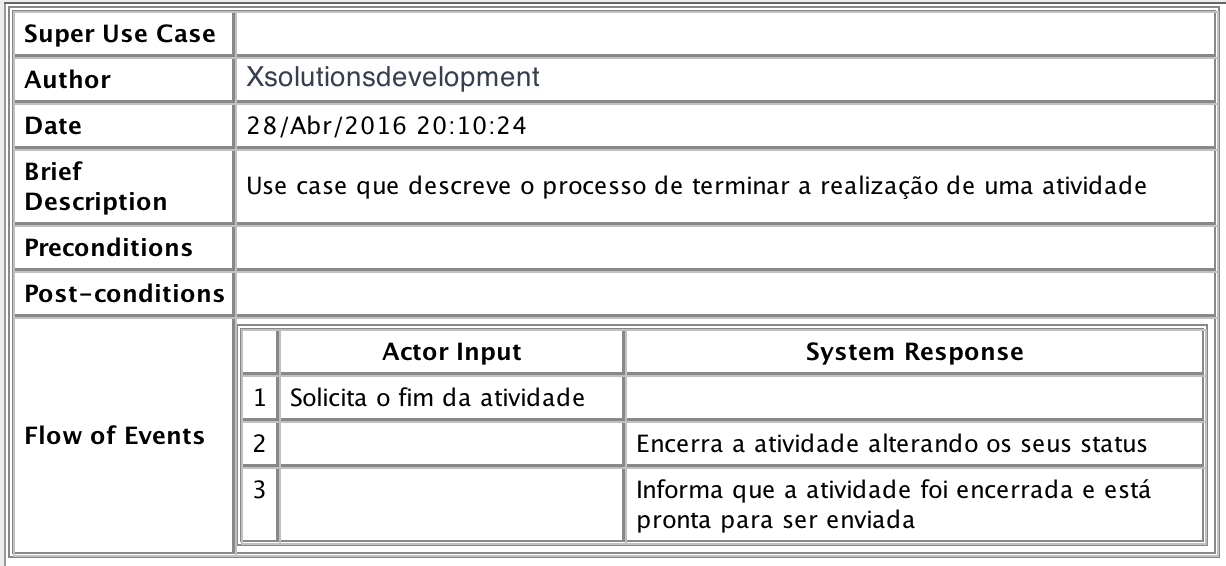 Super Use Case
Author Xsolutionsdevelopment
Date 28/Abr/2016 20:10:24
Brief
Description
Use case que descreve o processo de terminar a realização de uma atividade
Preconditions
Post-conditions
Flow of Events
Actor Input System Response
1 Solicita o fim da atividade
2 Encerra a atividade alterando os seus status
3 Informa que a atividade foi encerrada e está
pronta para ser enviada